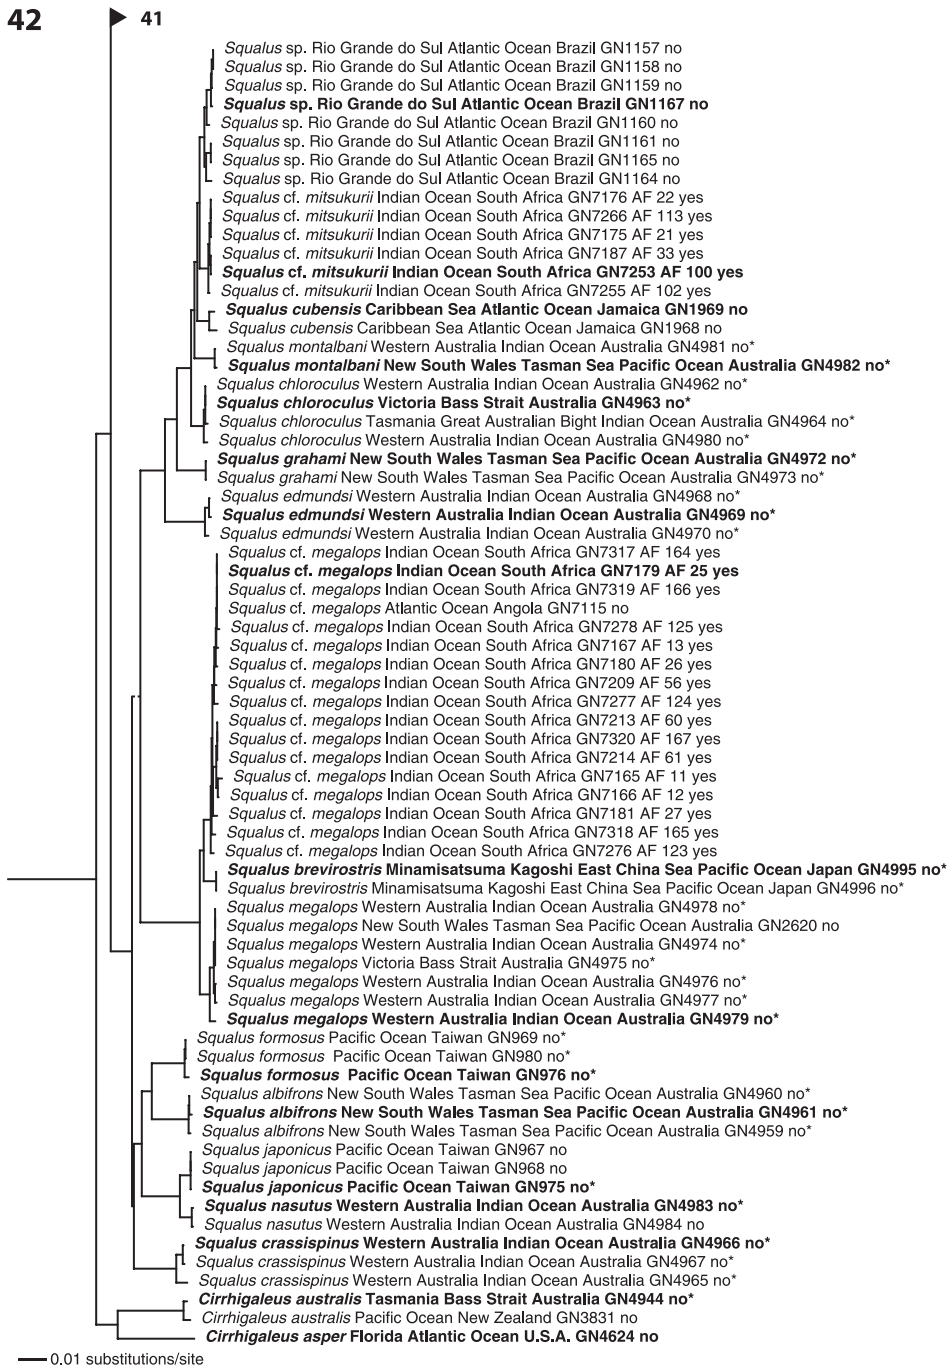 42
41
Squalus sp. Rio Grande do Sul Atlantic Ocean Brazil GN1157 no
Squalus sp. Rio Grande do Sul Atlantic Ocean Brazil GN1158 no
Squalus sp. Rio Grande do Sul Atlantic Ocean Brazil GN1159 no
Squalus sp. Rio Grande do Sul Atlantic Ocean Brazil GN1167 no
Squalus sp. Rio Grande do Sul Atlantic Ocean Brazil GN1160 no
Squalus sp. Rio Grande do Sul Atlantic Ocean Brazil GN1161 no
Squalus sp. Rio Grande do Sul Atlantic Ocean Brazil GN1165 no
Squalus sp. Rio Grande do Sul Atlantic Ocean Brazil GN1164 no
Squalus cf. mitsukurii Indian Ocean South Africa GN7176 AF 22 yes
Squalus cf. mitsukurii Indian Ocean South Africa GN7266 AF 113 yes
Squalus cf. mitsukurii Indian Ocean South Africa GN7175 AF 21 yes
Squalus cf. mitsukurii Indian Ocean South Africa GN7187 AF 33 yes
Squalus cf. mitsukurii Indian Ocean South Africa GN7253 AF 100 yes
Squalus cf. mitsukurii Indian Ocean South Africa GN7255 AF 102 yes
Squalus cubensis Caribbean Sea Atlantic Ocean Jamaica GN1969 no
Squalus cubensis Caribbean Sea Atlantic Ocean Jamaica GN1968 no
Squalus montalbani Western Australia Indian Ocean Australia GN4981 no*
Squalus montalbani New South Wales Tasman Sea Pacific Ocean Australia GN4982 no*
Squalus chloroculus Western Australia Indian Ocean Australia GN4962 no*
Squalus chloroculus Victoria Bass Strait Australia GN4963 no*
Squalus chloroculus Tasmania Great Australian Bight Indian Ocean Australia GN4964 no*
Squalus chloroculus Western Australia Indian Ocean Australia GN4980 no*
Squalus grahami New South Wales Tasman Sea Pacific Ocean Australia GN4972 no*
Squalus grahami New South Wales Tasman Sea Pacific Ocean Australia GN4973 no*
Squalus edmundsi Western Australia Indian Ocean Australia GN4968 no*
Squalus edmundsi Western Australia Indian Ocean Australia GN4969 no*
Squalus edmundsi Western Australia Indian Ocean Australia GN4970 no*
Squalus cf. megalops Indian Ocean South Africa GN7317 AF 164 yes
Squalus cf. megalops Indian Ocean South Africa GN7179 AF 25 yes
Squalus cf. megalops Indian Ocean South Africa GN7319 AF 166 yes
Squalus cf. megalops Atlantic Ocean Angola GN7115 no
Squalus cf. megalops Indian Ocean South Africa GN7278 AF 125 yes
Squalus cf. megalops Indian Ocean South Africa GN7167 AF 13 yes
Squalus cf. megalops Indian Ocean South Africa GN7180 AF 26 yes
Squalus cf. megalops Indian Ocean South Africa GN7209 AF 56 yes
Squalus cf. megalops Indian Ocean South Africa GN7277 AF 124 yes
Squalus cf. megalops Indian Ocean South Africa GN7213 AF 60 yes
Squalus cf. megalops Indian Ocean South Africa GN7320 AF 167 yes
Squalus cf. megalops Indian Ocean South Africa GN7214 AF 61 yes
Squalus cf. megalops Indian Ocean South Africa GN7165 AF 11 yes
Squalus cf. megalops Indian Ocean South Africa GN7166 AF 12 yes
Squalus cf. megalops Indian Ocean South Africa GN7181 AF 27 yes
Squalus cf. megalops Indian Ocean South Africa GN7318 AF 165 yes
Squalus cf. megalops Indian Ocean South Africa GN7276 AF 123 yes
Squalus brevirostris Minamisatsuma Kagoshi East China Sea Pacific Ocean Japan GN4995 no*
Squalus brevirostris Minamisatsuma Kagoshi East China Sea Pacific Ocean Japan GN4996 no*
Squalus megalops Western Australia Indian Ocean Australia GN4978 no*
Squalus megalops New South Wales Tasman Sea Pacific Ocean Australia GN2620 no
Squalus megalops Western Australia Indian Ocean Australia GN4974 no*
Squalus megalops Victoria Bass Strait Australia GN4975 no*
Squalus megalops Western Australia Indian Ocean Australia GN4976 no*
Squalus megalops Western Australia Indian Ocean Australia GN4977 no*
Squalus megalops Western Australia Indian Ocean Australia GN4979 no*
Squalus formosus Pacific Ocean Taiwan GN969 no*
Squalus formosus Pacific Ocean Taiwan GN980 no*
Squalus formosus Pacific Ocean Taiwan GN976 no*
Squalus albifrons New South Wales Tasman Sea Pacific Ocean Australia GN4960 no*
Squalus albifrons New South Wales Tasman Sea Pacific Ocean Australia GN4961 no*
Squalus albifrons New South Wales Tasman Sea Pacific Ocean Australia GN4959 no*
Squalus japonicus Pacific Ocean Taiwan GN967 no
Squalus japonicus Pacific Ocean Taiwan GN968 no
Squalus japonicus Pacific Ocean Taiwan GN975 no*
Squalus nasutus Western Australia Indian Ocean Australia GN4983 no*
Squalus nasutus Western Australia Indian Ocean Australia GN4984 no
Squalus crassispinus Western Australia Indian Ocean Australia GN4966 no*
Squalus crassispinus Western Australia Indian Ocean Australia GN4967 no*
Squalus crassispinus Western Australia Indian Ocean Australia GN4965 no*
Cirrhigaleus australis Tasmania Bass Strait Australia GN4944 no*
Cirrhigaleus australis Pacific Ocean New Zealand GN3831 no
Cirrhigaleus asper Florida Atlantic Ocean U.S.A. GN4624 no
0.01 substitutions/site